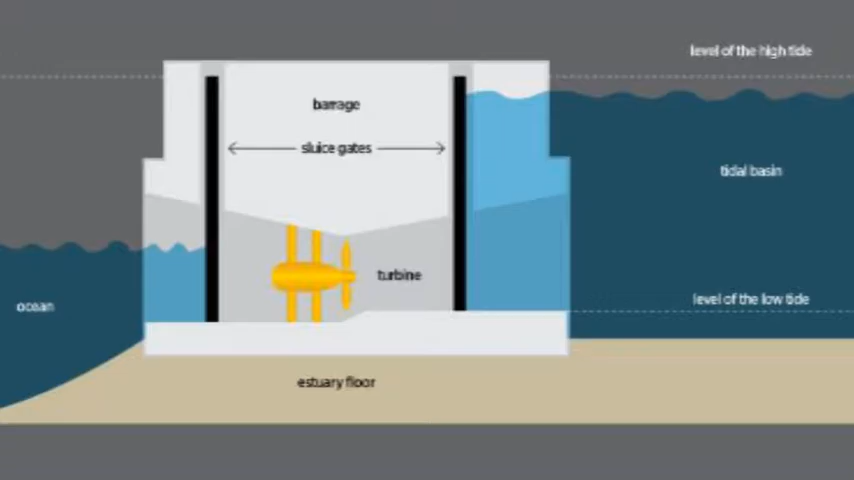 level of the high tide
barrage
sluice gates
tidal basin
turbine
level of the low tide
ocean
estuary floor